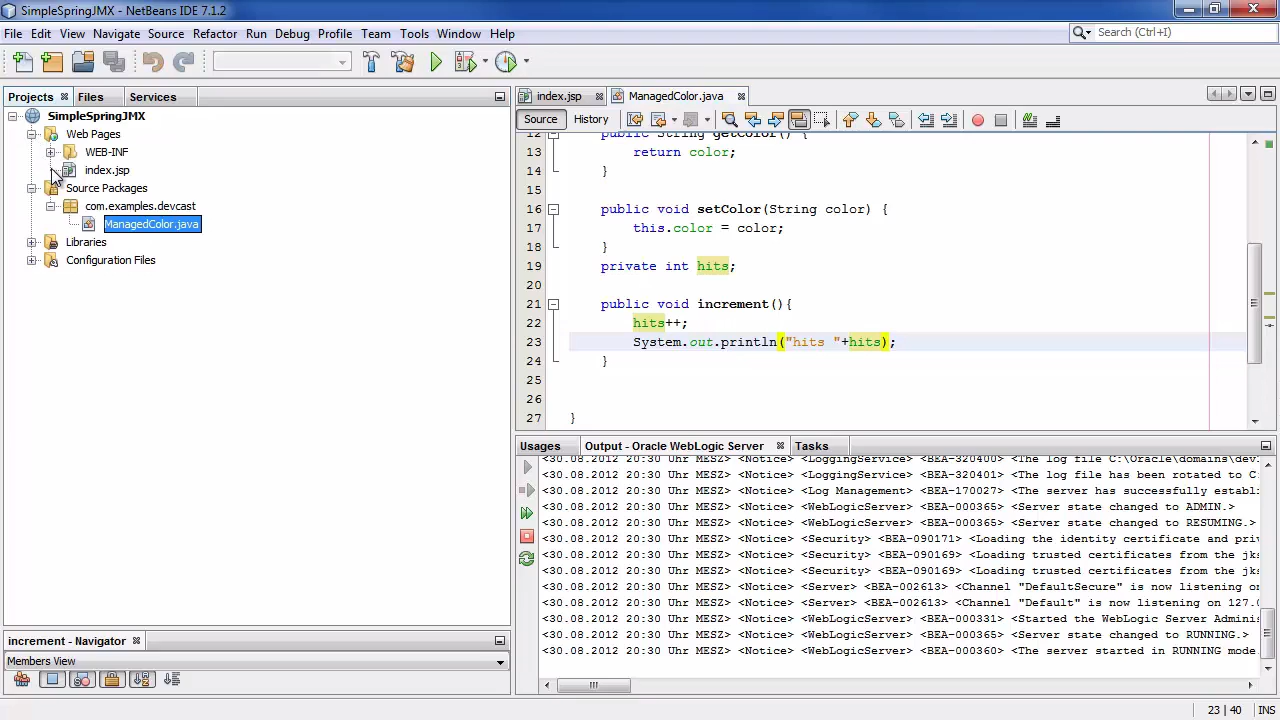 SimpleSpringJMX - NetBeans IDE 7.1.2
File Edit View Navigate Source Refactor Run Debug Profile Team Tools Window Help
Search (Ctrl+I)
Projects Files Services
SimpleSpringJMX
Web Pages
WEB-INF
index.jsp
Source Packages
com.examples.devcast
ManagedColor.java
Libraries
Configuration Files
increment - Navigator
Members View
index.jsp ManagedColor.java
Source History
12 public String getColor() {
13 return color;
14 }
15
16 public void setColor(String color) {
17 this.color = color;
18 }
19 private int hits;
20
21 public void increment(){
22 hits++;
23 System.out.println("hits "+hits);
24 }
25
26
27 }
Usages Output - Oracle WebLogic Server Tasks
<30.08.2012 20:30 Uhr MESZ> <Notice> <LoggingService> <BEA-320400> <The log file C:\Oracle\domains\dev
<30.08.2012 20:30 Uhr MESZ> <Notice> <LoggingService> <BEA-320401> <The log file has been rotated to C:
<30.08.2012 20:30 Uhr MESZ> <Notice> <Log Management> <BEA-170027> <The server has successfully establi
<30.08.2012 20:30 Uhr MESZ> <Notice> <WebLogicServer> <BEA-000365> <Server state changed to ADMIN.>
<30.08.2012 20:30 Uhr MESZ> <Notice> <WebLogicServer> <BEA-000365> <Server state changed to RESUMING.>
<30.08.2012 20:30 Uhr MESZ> <Notice> <Security> <BEA-090171> <Loading the identity certificate and priv
<30.08.2012 20:30 Uhr MESZ> <Notice> <Security> <BEA-090169> <Loading trusted certificates from the jks
<30.08.2012 20:30 Uhr MESZ> <Notice> <Security> <BEA-090169> <Loading trusted certificates from the jks
<30.08.2012 20:30 Uhr MESZ> <Notice> <Server> <BEA-002613> <Channel "DefaultSecure" is now listening on
<30.08.2012 20:30 Uhr MESZ> <Notice> <Server> <BEA-002613> <Channel "Default" is now listening on 127.0
<30.08.2012 20:30 Uhr MESZ> <Notice> <WebLogicServer> <BEA-000331> <Started the WebLogic Server Adminis
<30.08.2012 20:30 Uhr MESZ> <Notice> <WebLogicServer> <BEA-000365> <Server state changed to RUNNING.>
<30.08.2012 20:30 Uhr MESZ> <Notice> <WebLogicServer> <BEA-000360> <The server started in RUNNING mode.
23 | 40 INS